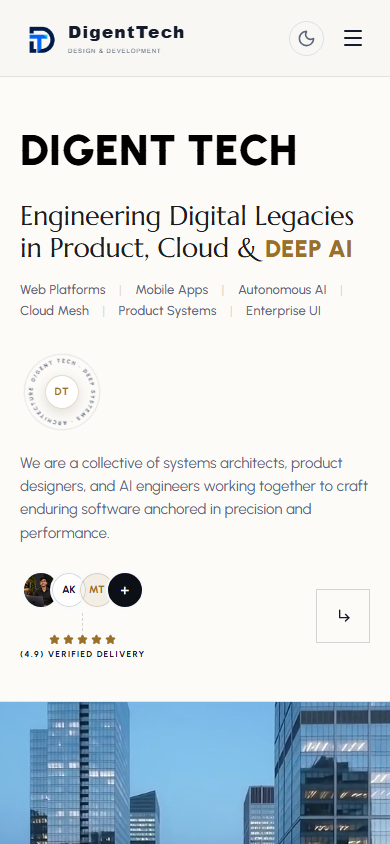 DigentTech
DESIGN & DEVELOPMENT
DIGENT TECH
Engineering Digital Legacies
in Product, Cloud & DEEP AI
Web Platforms | Mobile Apps | Autonomous AI |
Cloud Mesh | Product Systems | Enterprise UI
DIGENT TECH · DEEP SYSTEMS · ARCHITECTURE
DT
We are a collective of systems architects, product
designers, and AI engineers working together to craft
enduring software anchored in precision and
performance.
AK MT +
(4.9) VERIFIED DELIVERY